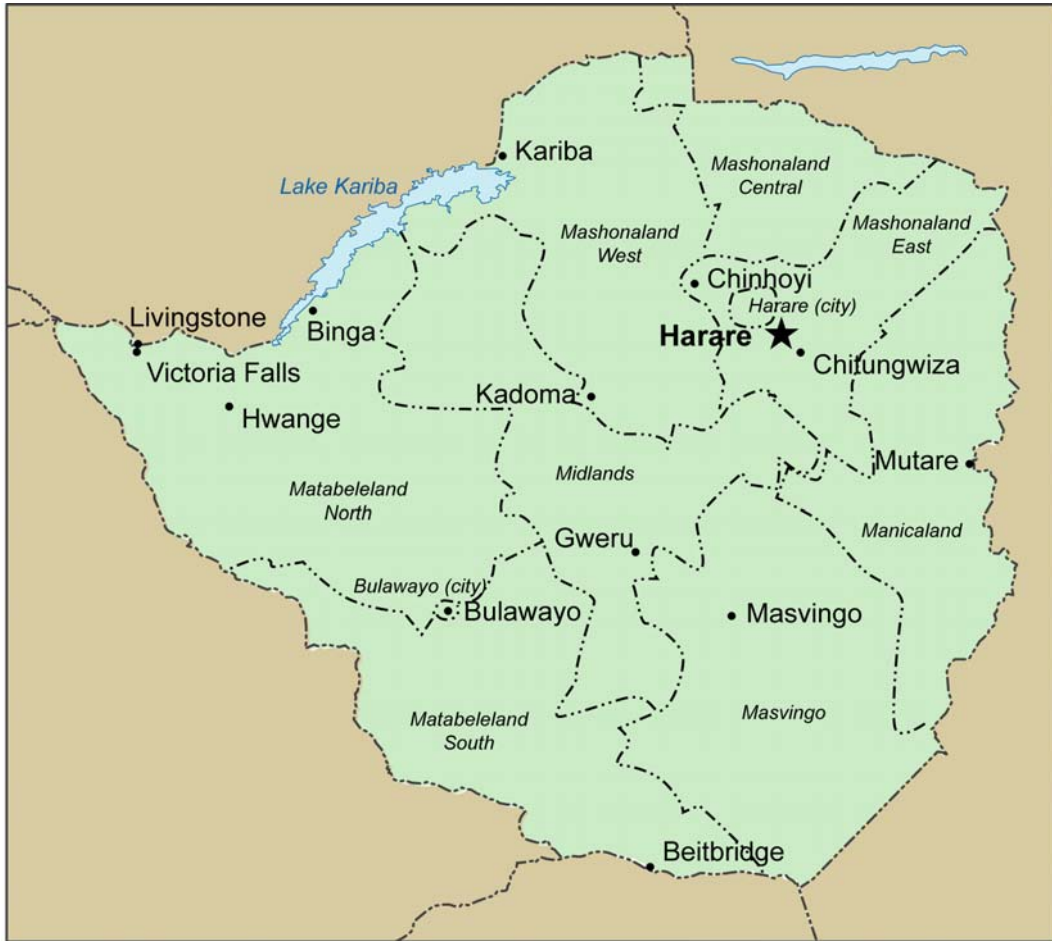 Kariba
Lake Kariba
Mashonaland
Central
Mashonaland
West
Mashonaland
East
Chinhoyi
Harare (city)
Harare
Chitungwiza
Livingstone
Victoria Falls
Binga
Hwange
Kadoma
Mutare
Matabeleland
North
Midlands
Manicaland
Gweru
Bulawayo (city)
Bulawayo
Masvingo
Matabeleland
South
Masvingo
Beitbridge